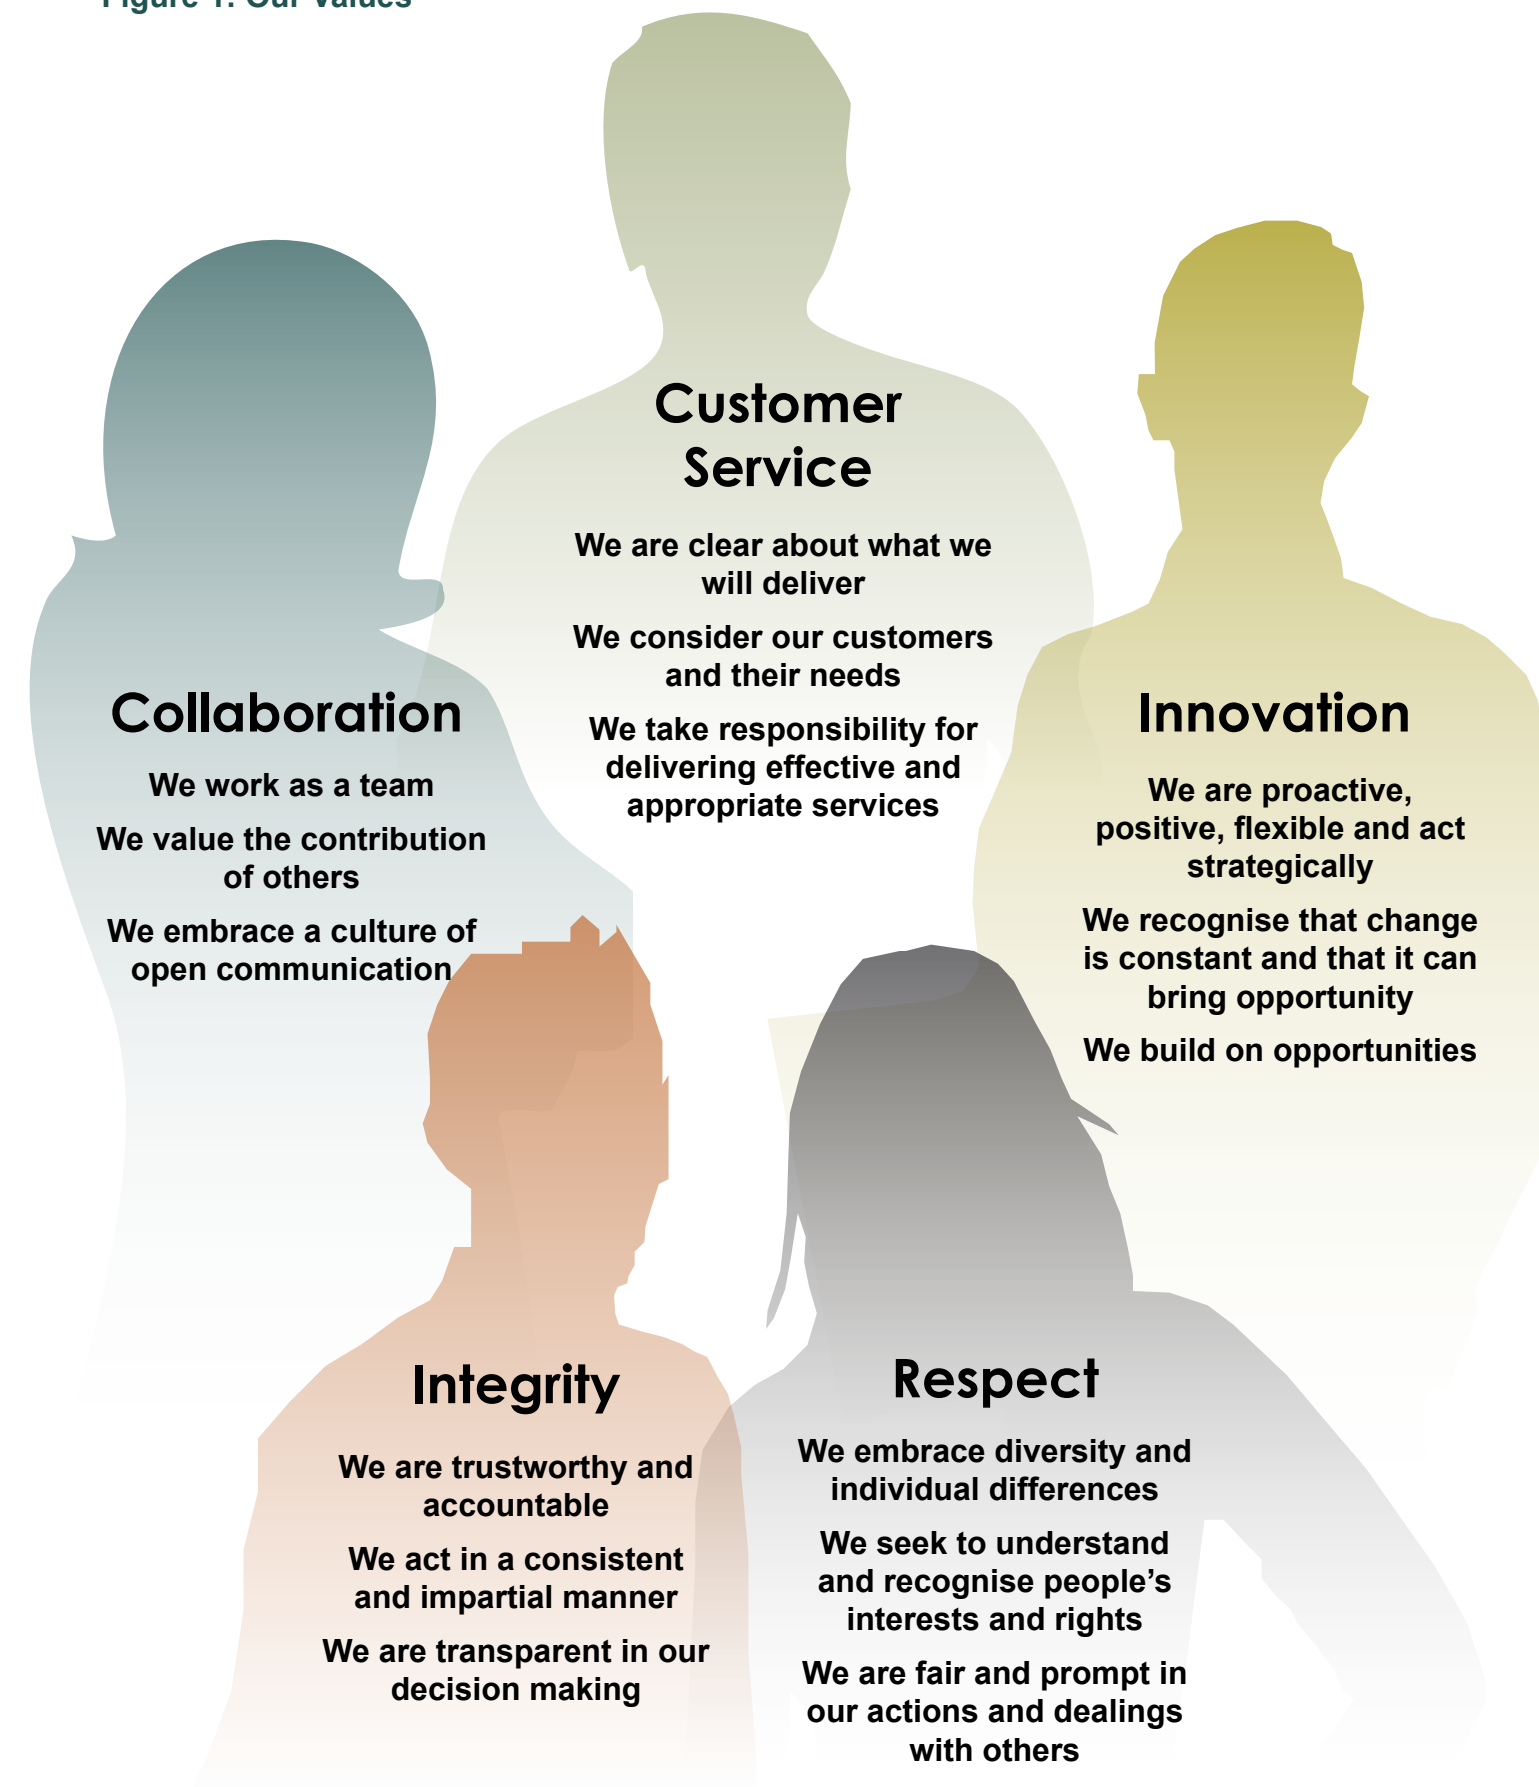 Figure 1: Our Values
Customer
Service
We are clear about what we
will deliver
We consider our customers
and their needs
We take responsibility for
delivering effective and
appropriate services
Collaboration
We work as a team
We value the contribution
of others
We embrace a culture of
open communication
Innovation
We are proactive,
positive, flexible and act
strategically
We recognise that change
is constant and that it can
bring opportunity
We build on opportunities
Integrity
We are trustworthy and
accountable
We act in a consistent
and impartial manner
We are transparent in our
decision making
Respect
We embrace diversity and
individual differences
We seek to understand
and recognise people’s
interests and rights
We are fair and prompt in
our actions and dealings
with others